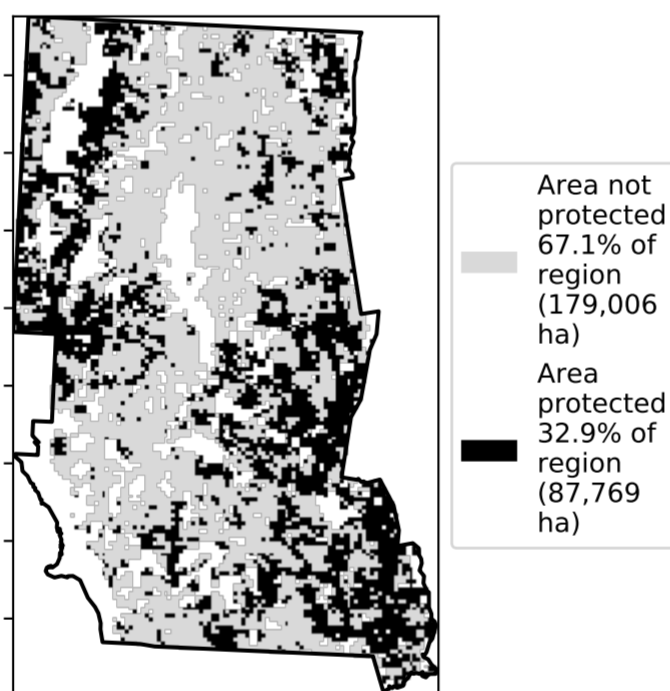 Area not
protected
67.1% of
region
(179,006
ha)
Area
protected
32.9% of
region
(87,769
ha)